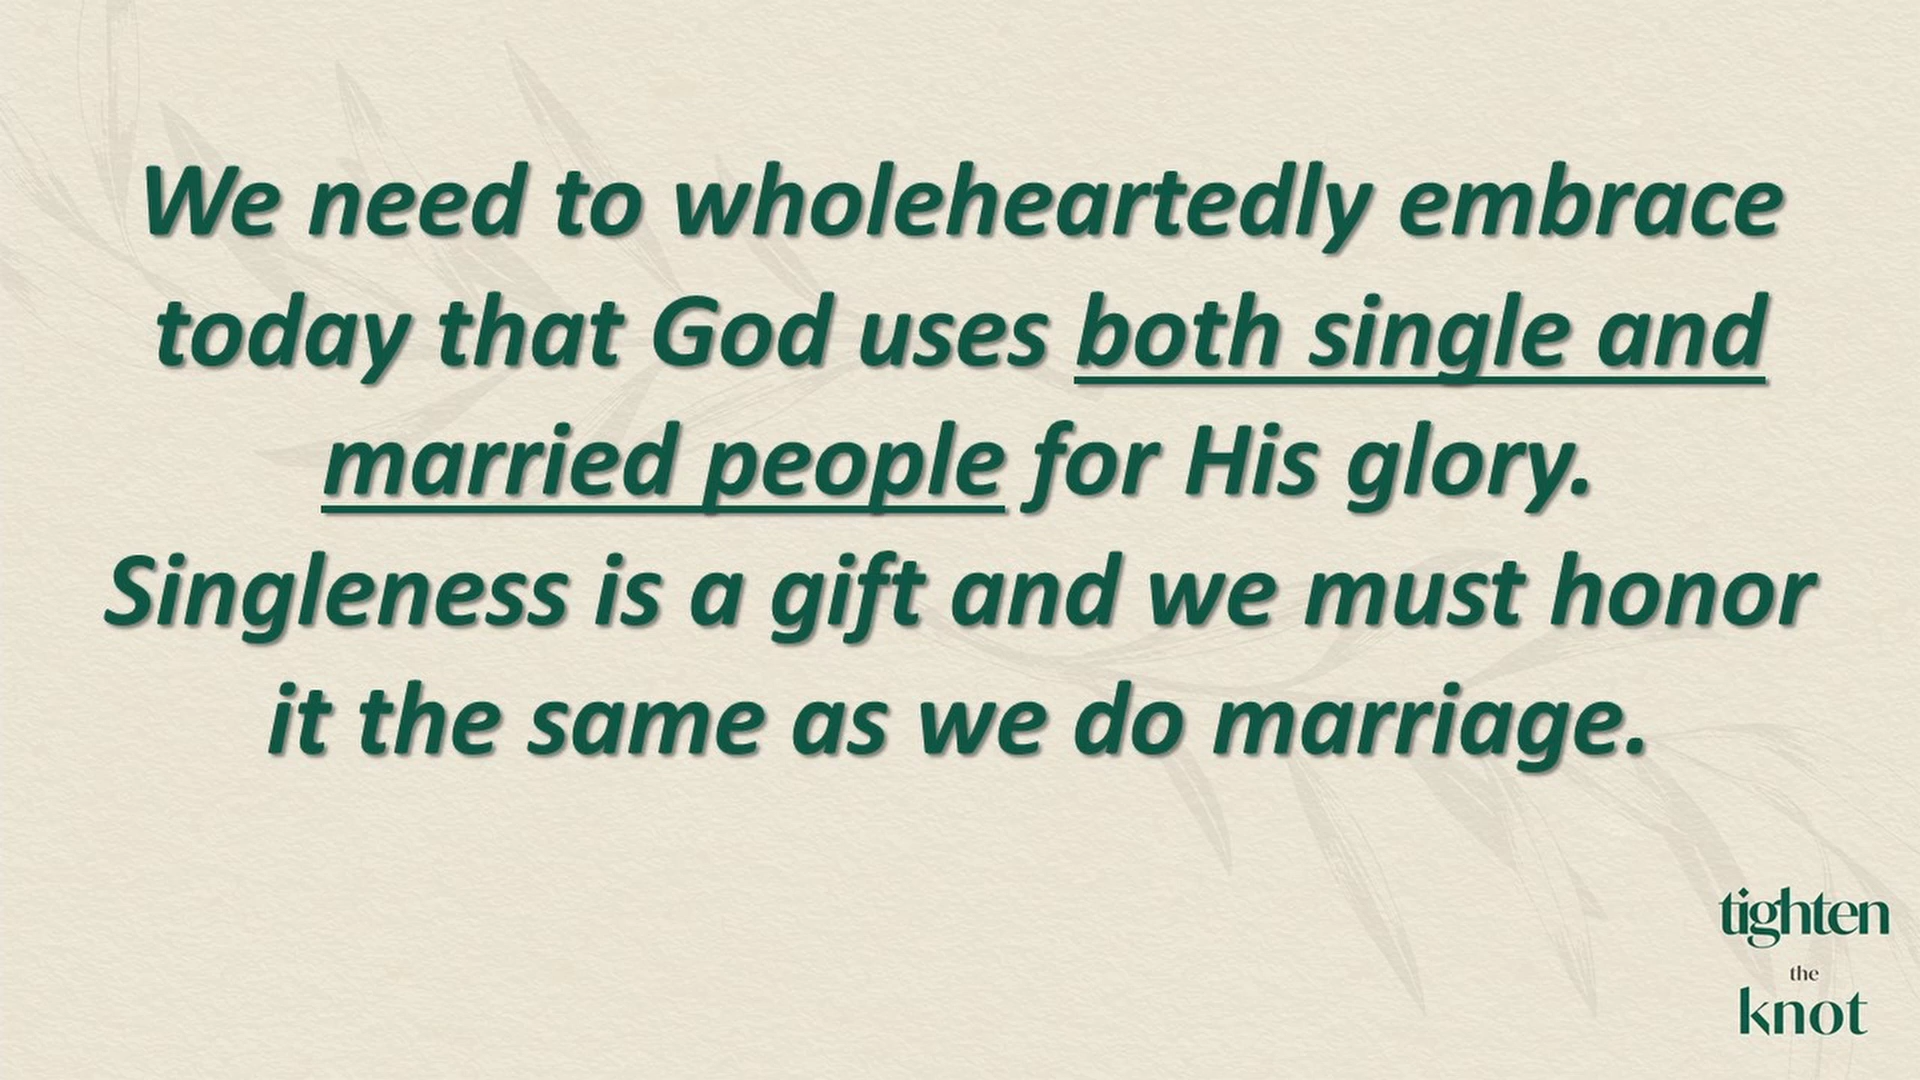 We need to wholeheartedly embrace
today that God uses both single and
married people for His glory.
Singleness is a gift and we must honor
it the same as we do marriage.
tighten
the
knot